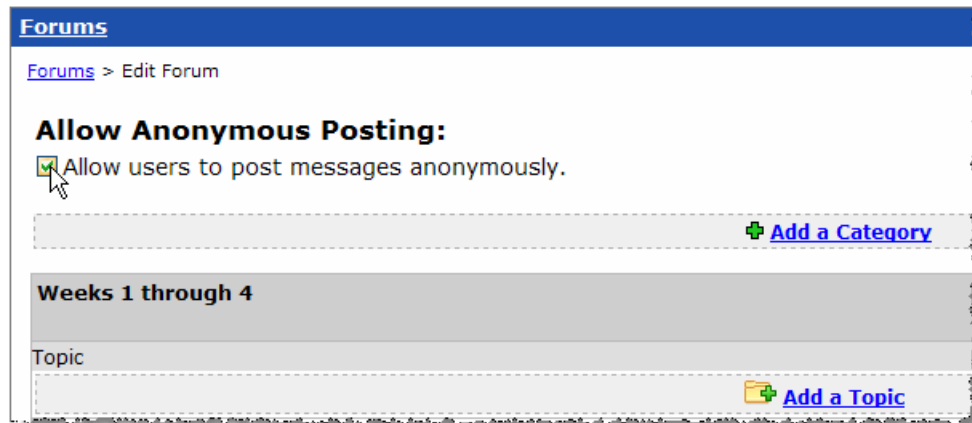 Forums
Forums > Edit Forum
Allow Anonymous Posting:
Allow users to post messages anonymously.
Add a Category
Weeks 1 through 4
Topic
Add a Topic